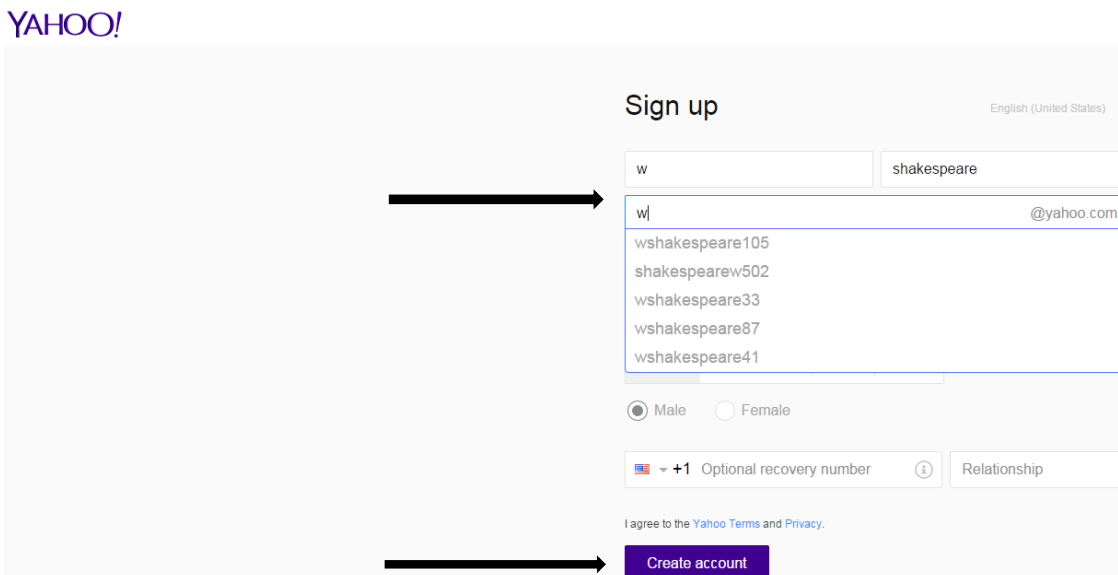 YAHOO!
Sign up
English (United States)
w
shakespeare
w
@yahoo.com
wshakespeare105
shakespearew502
wshakespeare33
wshakespeare87
wshakespeare41
Male
Female
+1 Optional recovery number
Relationship
I agree to the Yahoo Terms and Privacy.
Create account